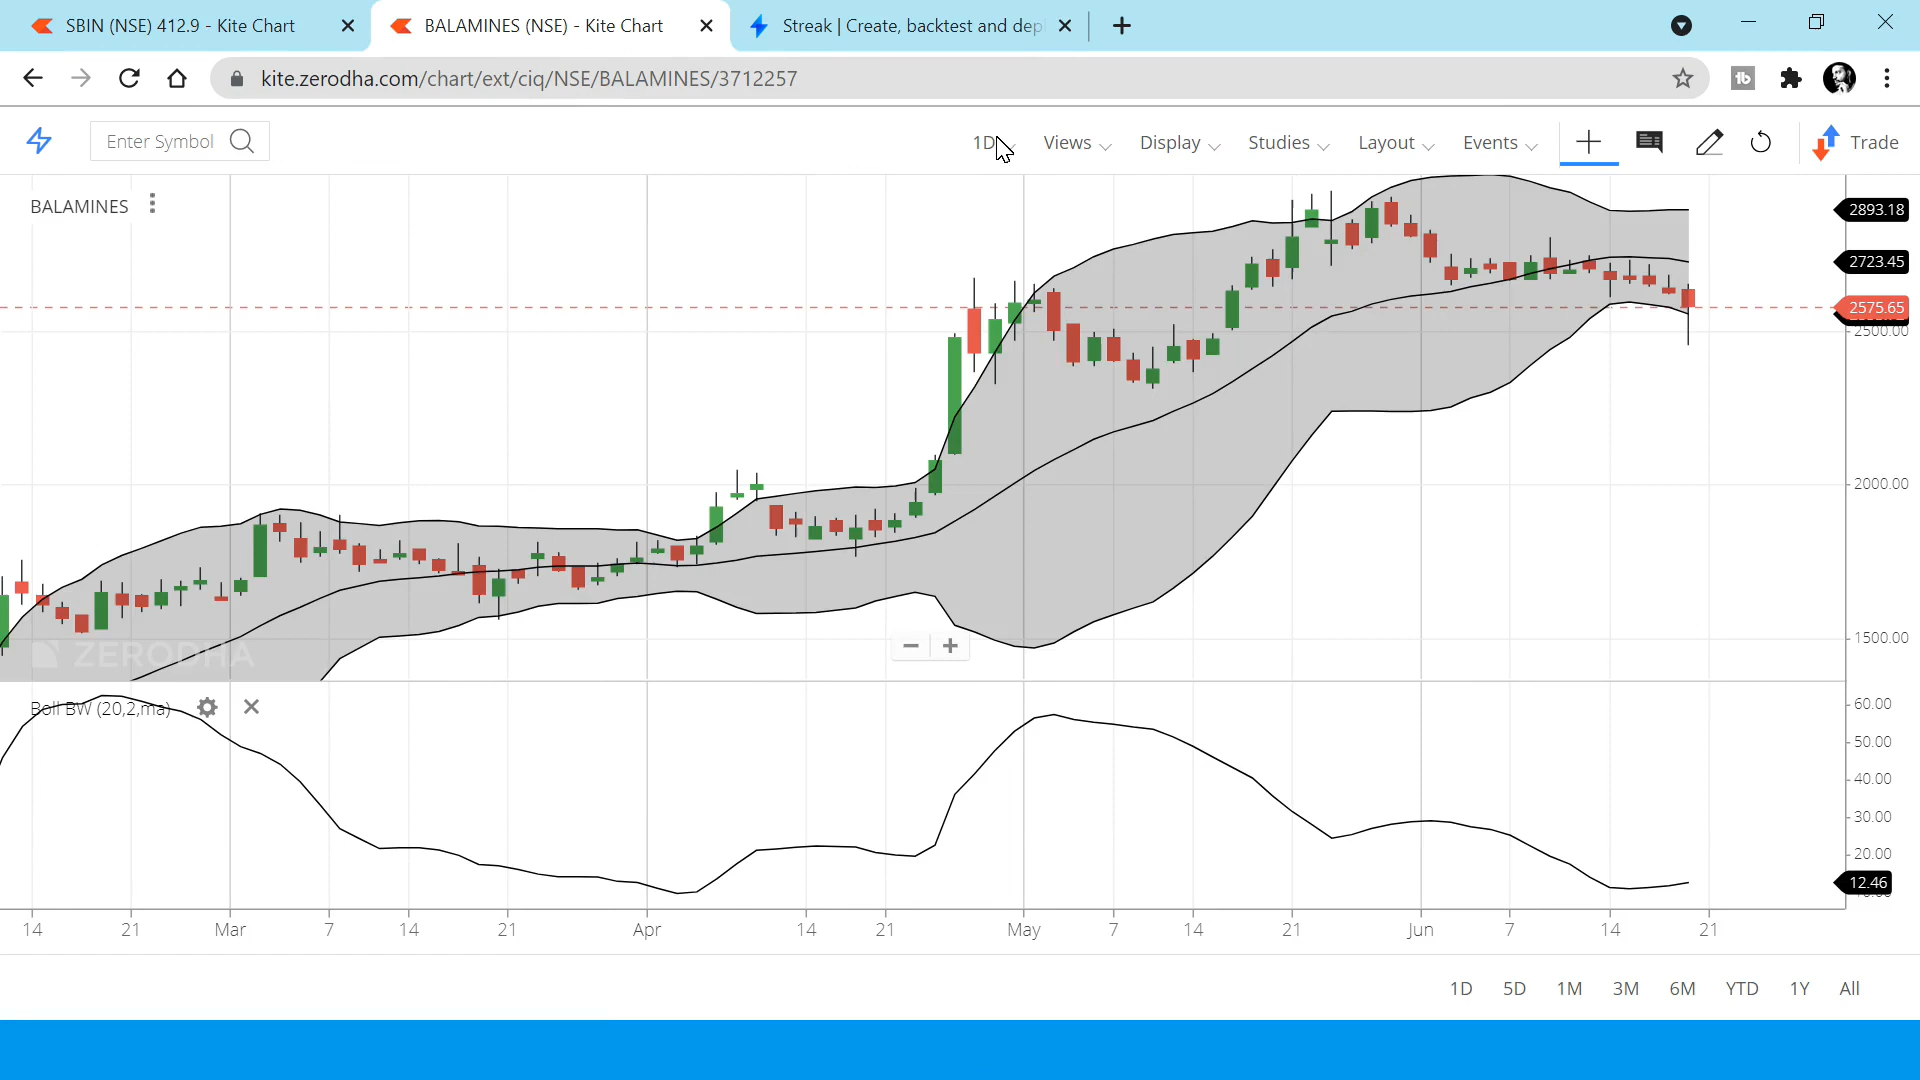 SBIN (NSE) 412.9 - Kite Chart
BALAMINES (NSE) - Kite Chart
Streak | Create, backtest and dep
kite.zerodha.com/chart/ext/ciq/NSE/BALAMINES/3712257
Enter Symbol
1D
Views
Display
Studies
Layout
Events
Trade
BALAMINES
2893.18
2723.45
2575.65
2500.00
2000.00
1500.00
ZERODHA
Boll BW (20,2,ma)
60.00
50.00
40.00
30.00
20.00
12.46
14 21 Mar 7 14 21 Apr 14 21 May 7 14 21 Jun 7 14 21
1D 5D 1M 3M 6M YTD 1Y All